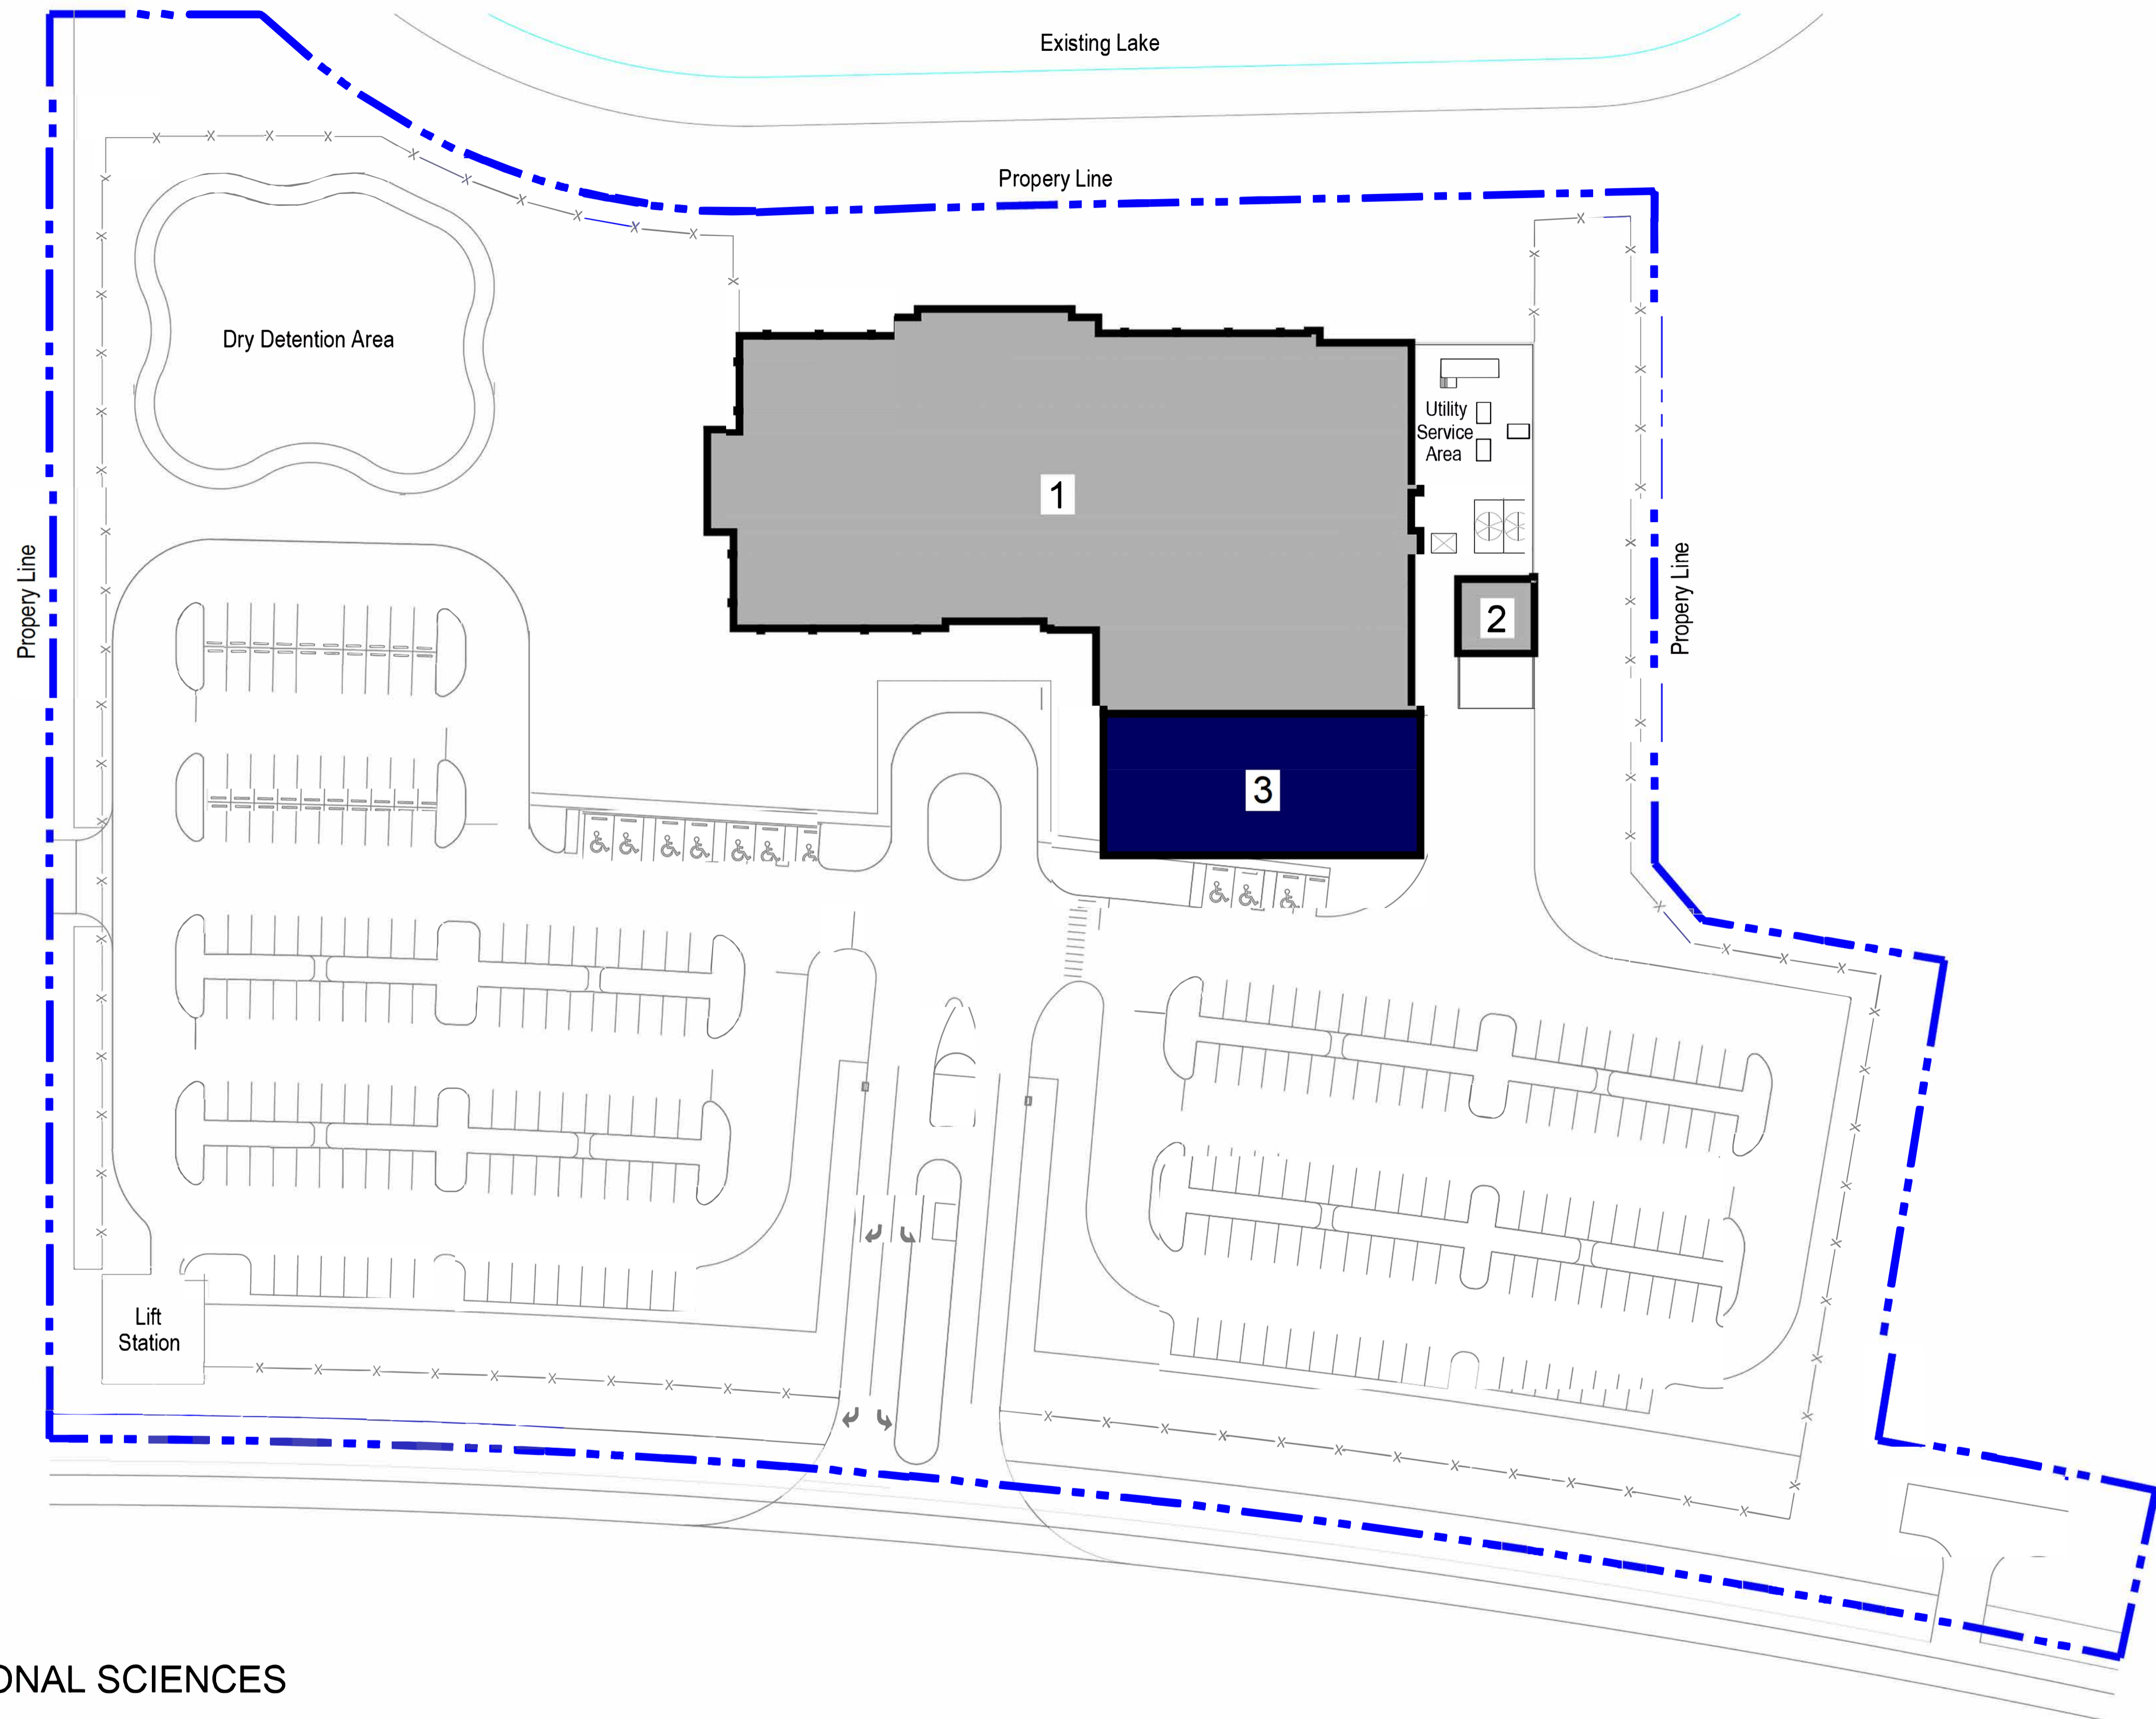 Existing Lake
Propery Line
Dry Detention Area
Utility
Service
Area
1
2
Propery Line
Propery Line
3
Lift
Station
ONAL SCIENCES